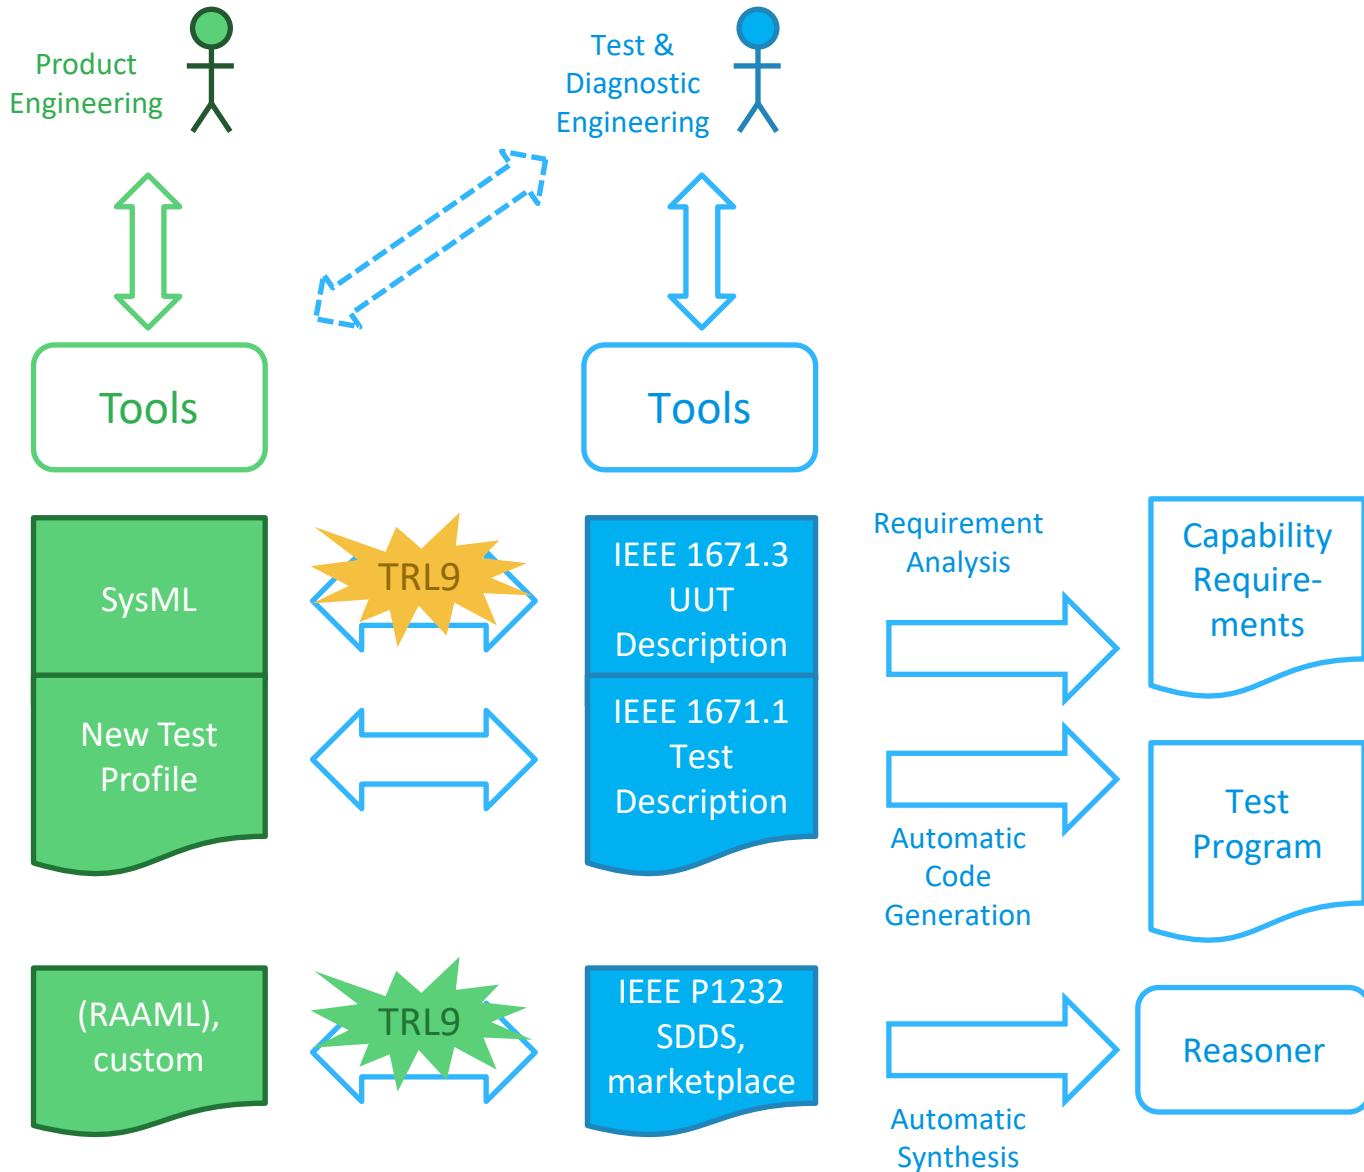 Product
Engineering
Test &
Diagnostic
Engineering
Tools
Tools
SysML
TRL9
IEEE 1671.3
UUT
Description
Requirement
Analysis
Capability
Require-
ments
New Test
Profile
IEEE 1671.1
Test
Description
Automatic
Code
Generation
Test
Program
(RAAML),
custom
TRL9
IEEE P1232
SDDS,
marketplace
Automatic
Synthesis
Reasoner